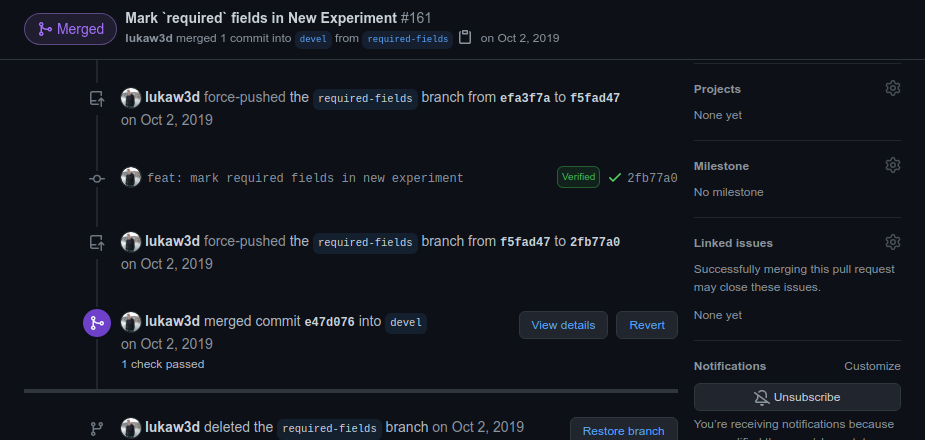 Merged
Mark `required` fields in New Experiment #161
lukaw3d merged 1 commit into devel from required-fields on Oct 2, 2019
lukaw3d force-pushed the required-fields branch from efa3f7a to f5fad47
on Oct 2, 2019
feat: mark required fields in new experiment Verified 2fb77a0
lukaw3d force-pushed the required-fields branch from f5fad47 to 2fb77a0
on Oct 2, 2019
lukaw3d merged commit e47d076 into devel
on Oct 2, 2019
1 check passed
View details Revert
lukaw3d deleted the required-fields branch on Oct 2, 2019
Restore branch
Projects
None yet
Milestone
No milestone
Linked issues
Successfully merging this pull request
may close these issues.
None yet
Notifications Customize
Unsubscribe
You're receiving notifications because